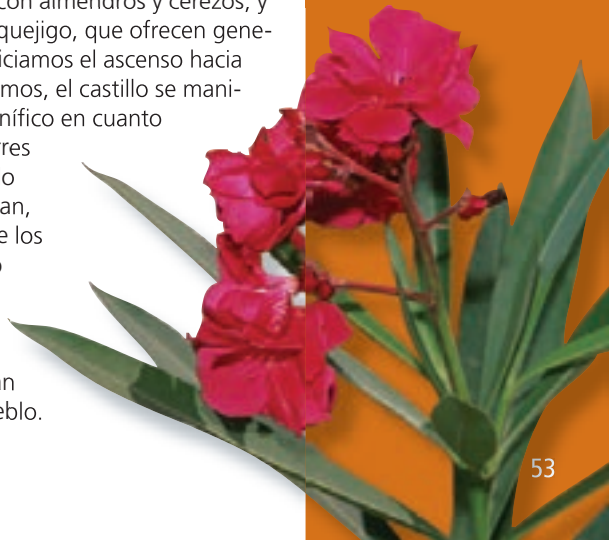 con almendros y cerezos, y
quejigo, que ofrecen gene-
iciamos el ascenso hacia
mos, el castillo se mani-
nífico en cuanto
rres
o
an,
e los
o
an
eblo.
53